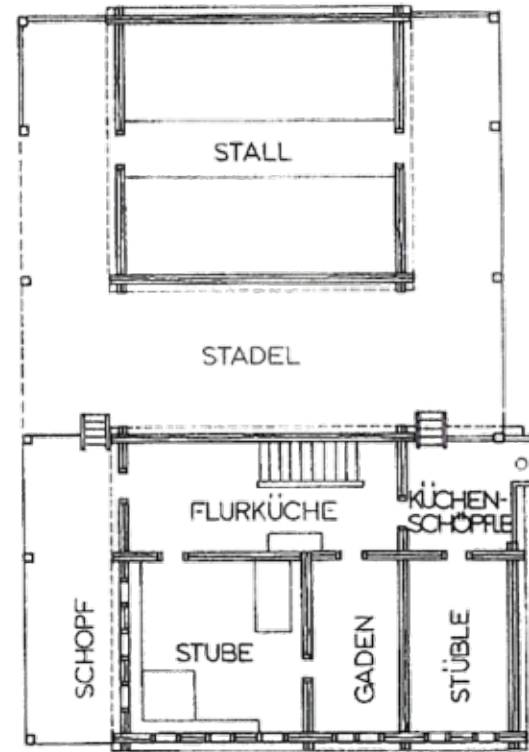 STALL
STADEL
FLURKÜCHE
KÜCHEN-
SCHÖPFLE
SCHOPF
STUBE
GADEN
STÜBLE